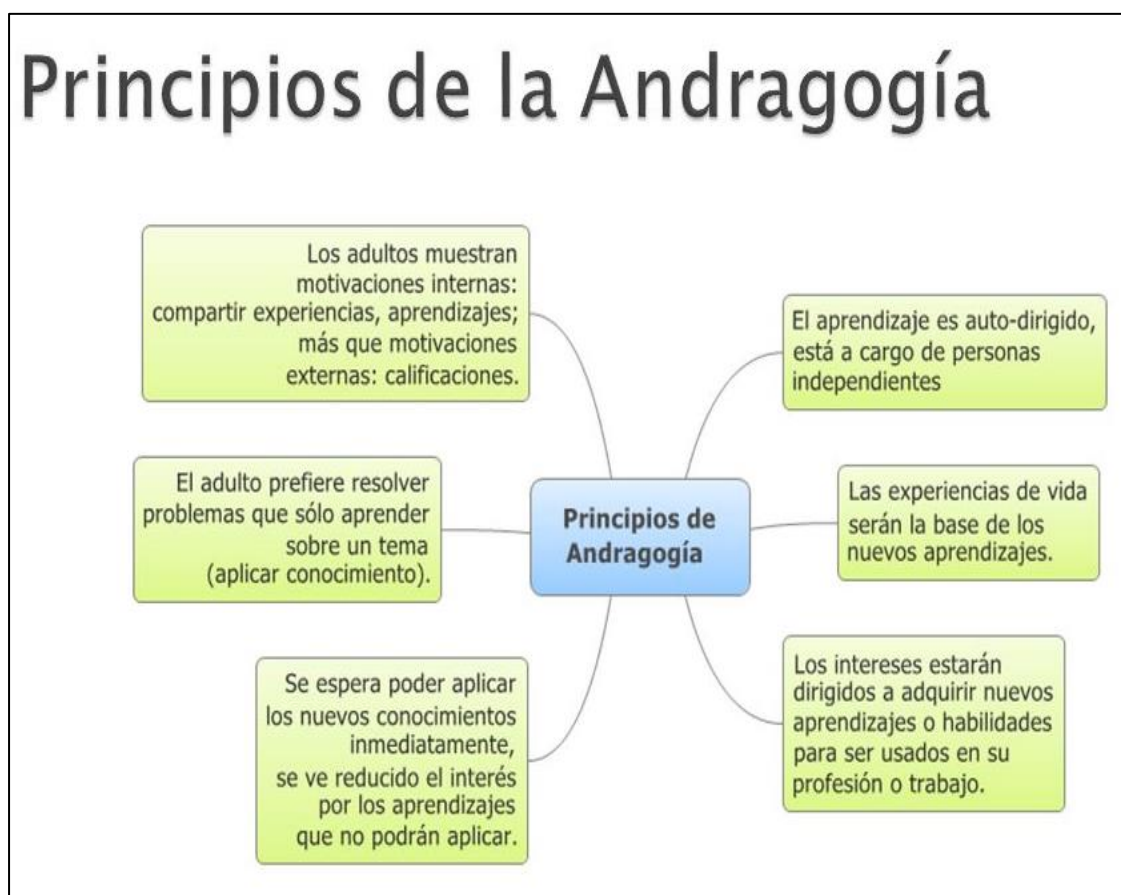 Principios de la Andragogía
Los adultos muestran
motivaciones internas:
compartir experiencias, aprendizajes;
más que motivaciones
externas: calificaciones.
El adulto prefiere resolver
problemas que sólo aprender
sobre un tema
(aplicar conocimiento).
Se espera poder aplicar
los nuevos conocimientos
inmediatamente,
se ve reducido el interés
por los aprendizajes
que no podrán aplicar.
Principios de
Andragogía
El aprendizaje es auto-dirigido,
está a cargo de personas
independientes
Las experiencias de vida
serán la base de los
nuevos aprendizajes.
Los intereses estarán
dirigidos a adquirir nuevos
aprendizajes o habilidades
para ser usados en su
profesión o trabajo.